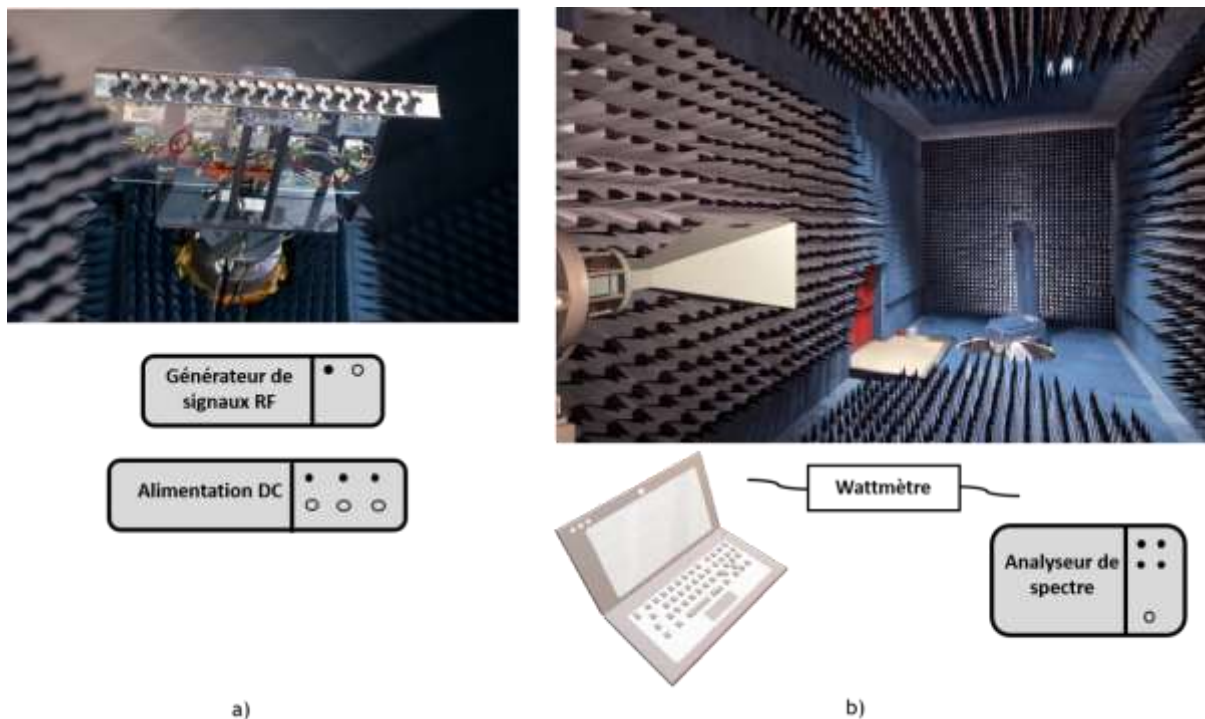 Générateur de
signaux RF
Alimentation DC
Wattmètre
Analyseur de
spectre
a)
b)